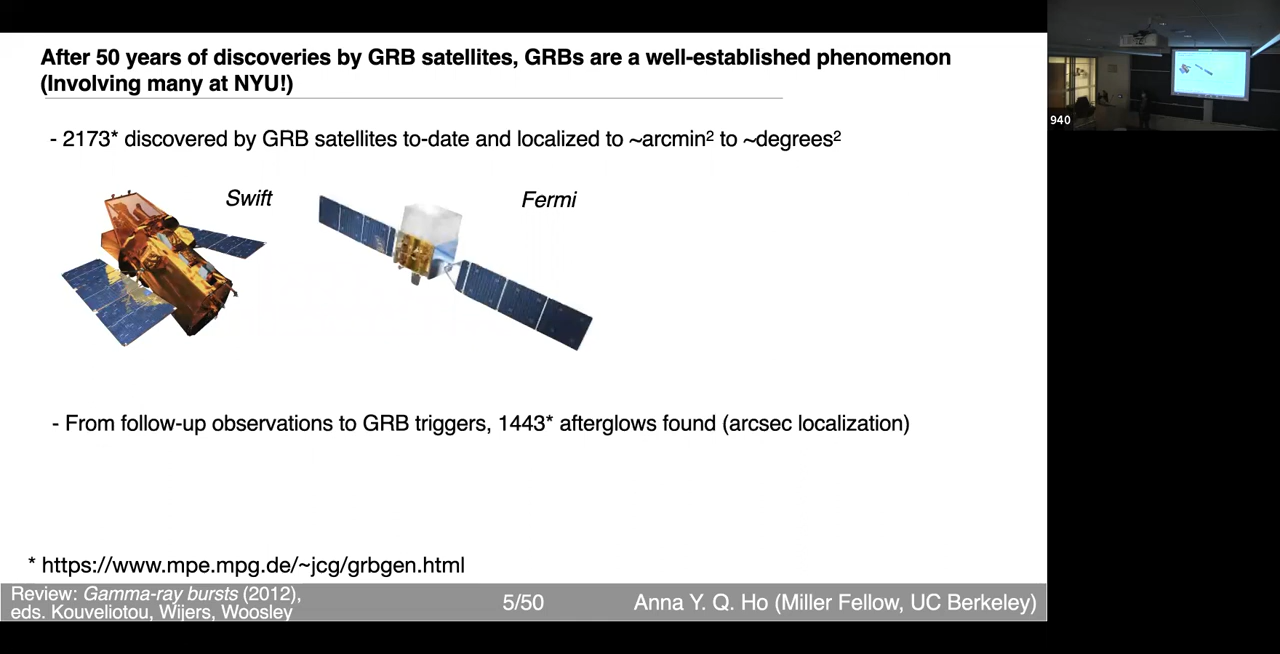 After 50 years of discoveries by GRB satellites, GRBs are a well-established phenomenon
(Involving many at NYU!)
- 2173* discovered by GRB satellites to-date and localized to ~arcmin² to ~degrees²
Swift
Fermi
- From follow-up observations to GRB triggers, 1443* afterglows found (arcsec localization)
* https://www.mpe.mpg.de/~jcg/grbgen.html
Review: Gamma-ray bursts (2012),
eds. Kouveliotou, Wijers, Woosley
5/50
Anna Y. Q. Ho (Miller Fellow, UC Berkeley)
940